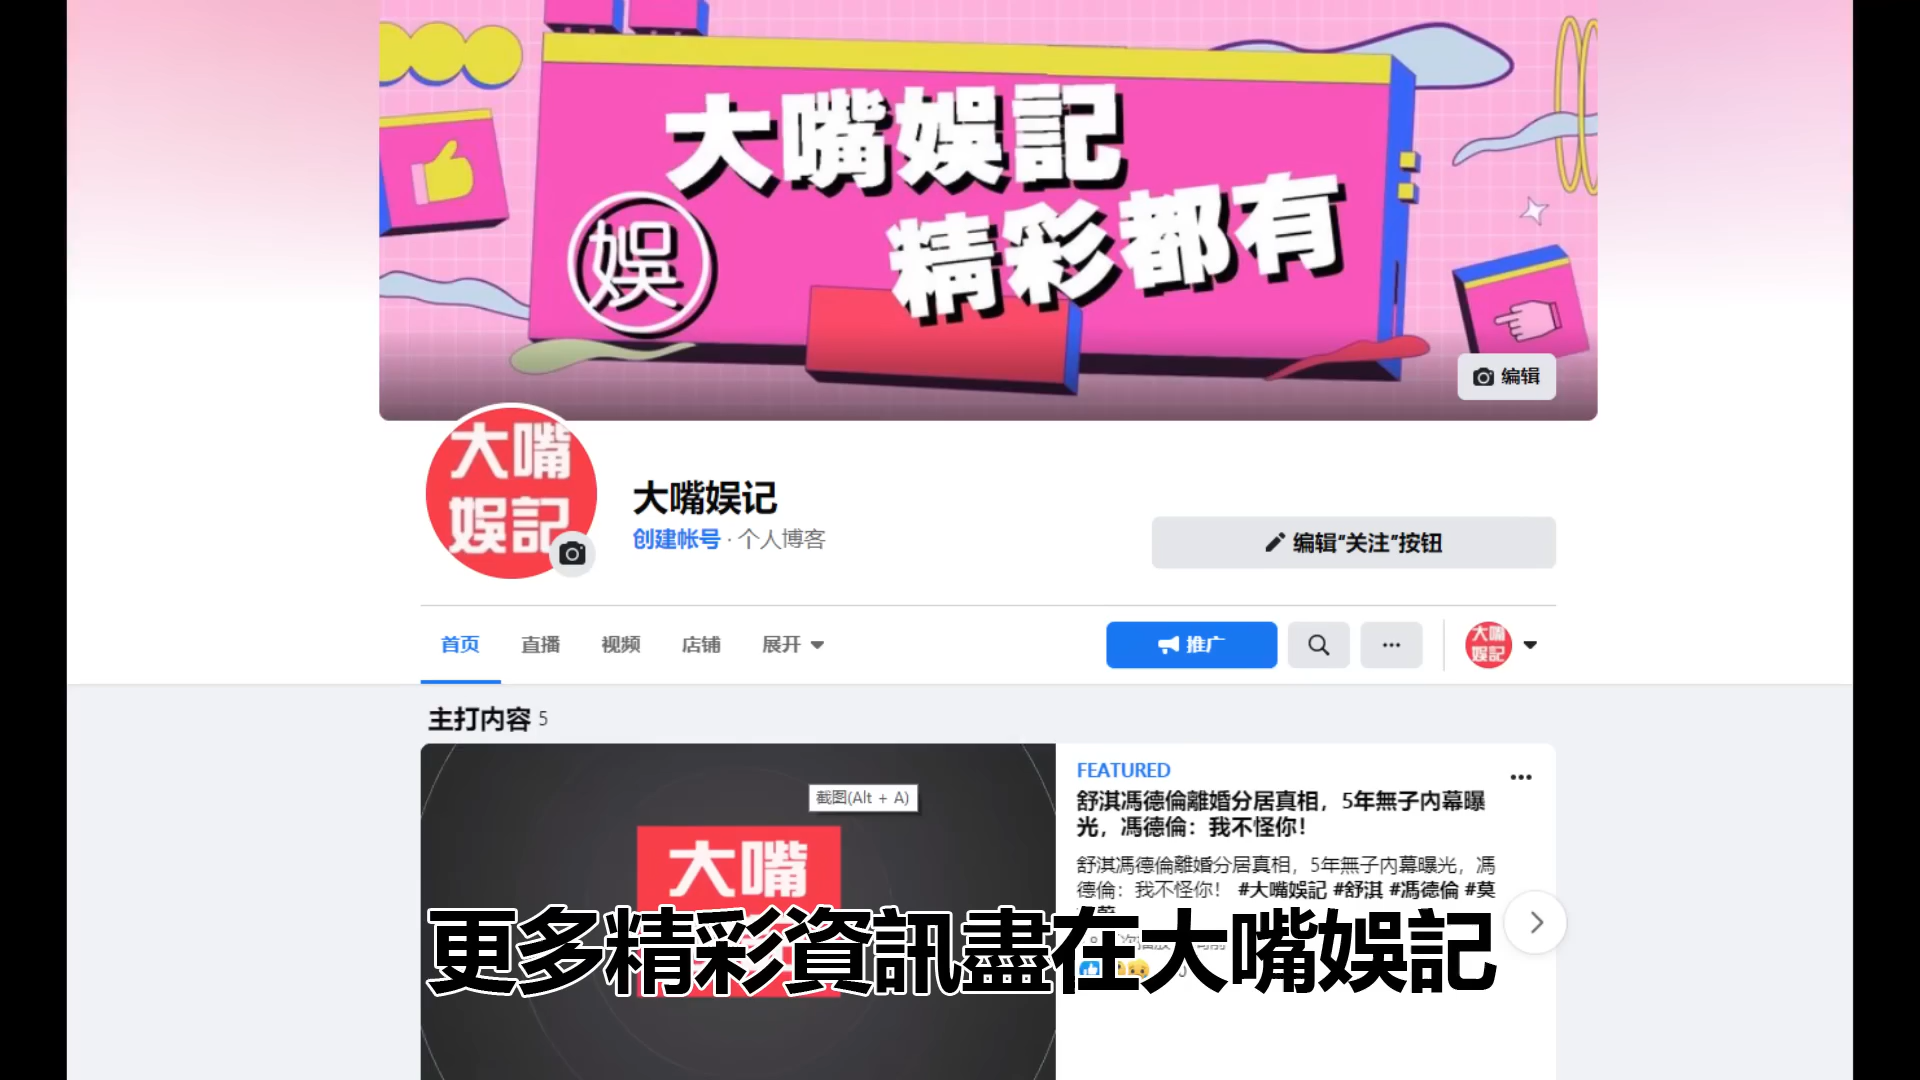 大嘴娛記
精彩都有
娛
编辑
大嘴
娛記
大嘴娱记
创建帐号 · 个人博客
编辑“关注”按钮
首页
直播
视频
店铺
展开
推广
大嘴
娛記
主打内容 5
截图(Alt + A)
大嘴
FEATURED
舒淇馮德倫離婚分居真相，5年無子內幕曝
光，馮德倫：我不怪你！
舒淇馮德倫離婚分居真相，5年無子內幕曝光，馮
德倫：我不怪你！ #大嘴娛記 #舒淇 #馮德倫 #莫
更多精彩資訊盡在大嘴娛記